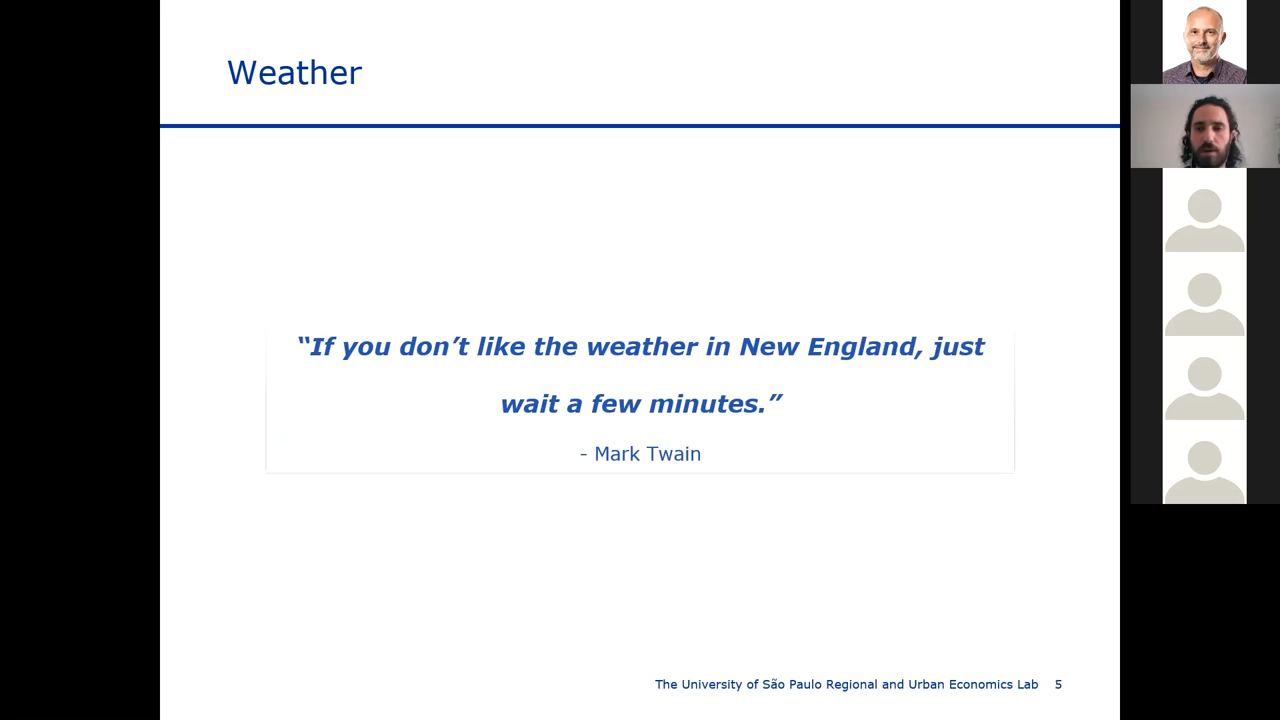 Weather
“If you don’t like the weather in New England, just
wait a few minutes.”
- Mark Twain
The University of São Paulo Regional and Urban Economics Lab 5